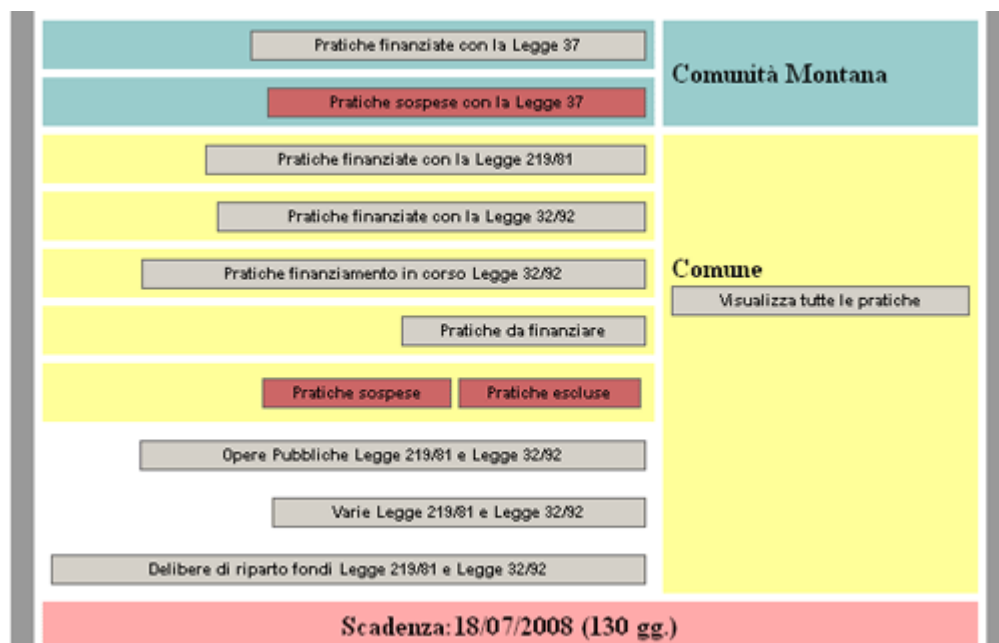 Pratiche finanziate con la Legge 37
Comunità Montana
Pratiche sospese con la Legge 37
Pratiche finanziate con la Legge 219/81
Pratiche finanziate con la Legge 32/92
Comune
Pratiche finanziamento in corso Legge 32/92
Visualizza tutte le pratiche
Pratiche da finanziare
Pratiche sospese Pratiche escluse
Opere Pubbliche Legge 219/81 e Legge 32/92
Varie Legge 219/81 e Legge 32/92
Delibere di riparto fondi Legge 219/81 e Legge 32/92
Scadenza: 18/07/2008 (130 gg.)